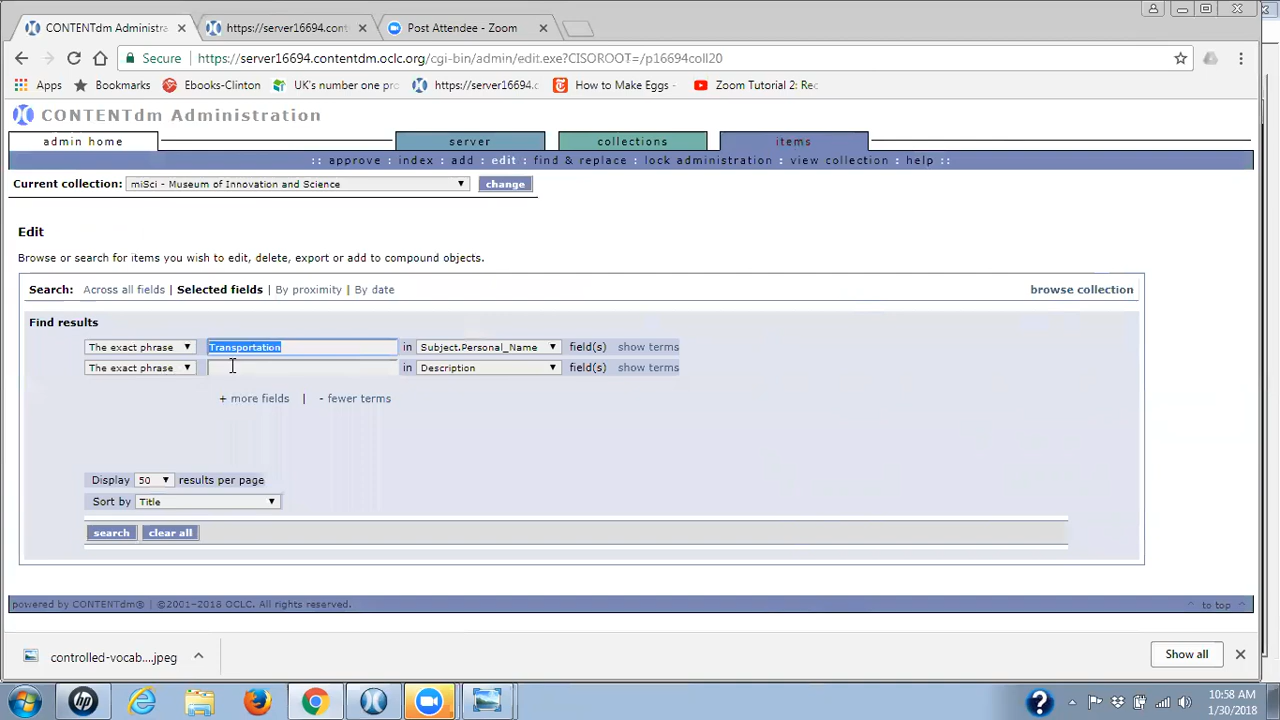 CONTENTdm Administra
https://server16694.cont
Post Attendee - Zoom
Secure
https://server16694.contentdm.oclc.org/cgi-bin/admin/edit.exe?CISOROOT=/p16694coll20
Apps
Bookmarks
Ebooks-Clinton
UK's number one pro
https://server16694.c
How to Make Eggs -
Zoom Tutorial 2: Rec
CONTENTdm Administration
admin home
server
collections
items
:: approve : index : add : edit : find & replace : lock administration : view collection : help ::
Current collection:
miSci - Museum of Innovation and Science
change
Edit
Browse or search for items you wish to edit, delete, export or add to compound objects.
Search: Across all fields | Selected fields | By proximity | By date
browse collection
Find results
The exact phrase Transportation in Subject.Personal_Name field(s) show terms
The exact phrase in Description field(s) show terms
+ more fields | - fewer terms
Display 50 results per page
Sort by Title
search clear all
powered by CONTENTdm® | ©2001-2018 OCLC. All rights reserved.
^ to top ^
controlled-vocab....jpeg
Show all
hp
?
10:58 AM
1/30/2018